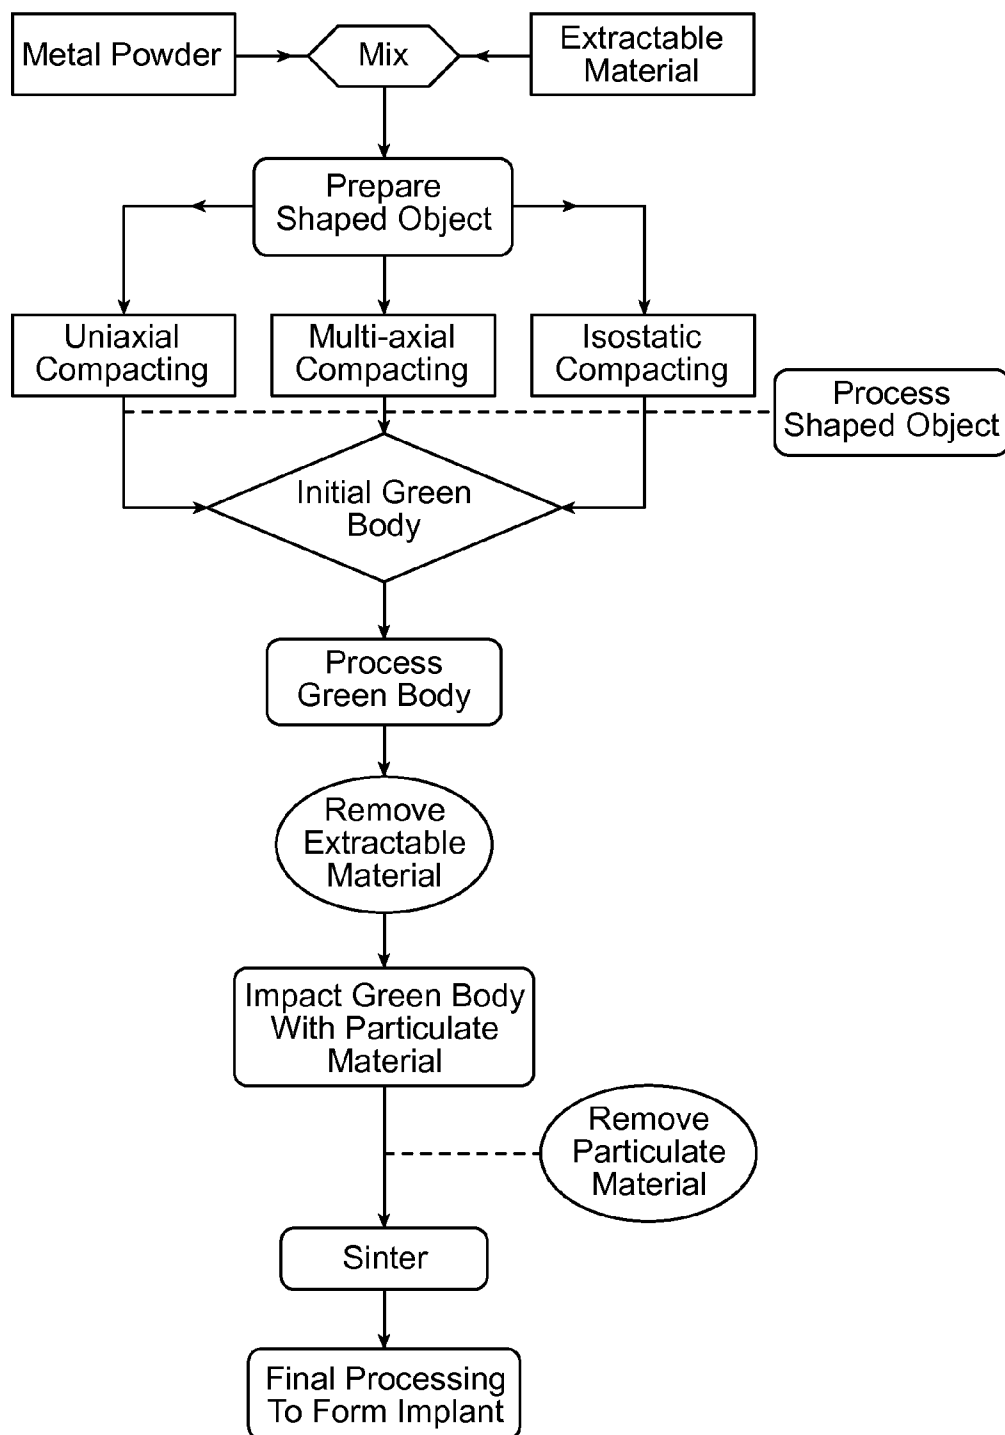 Metal Powder
Mix
Extractable
Material
Prepare
Shaped Object
Uniaxial
Compacting
Multi-axial
Compacting
Isostatic
Compacting
Process
Shaped Object
Initial Green
Body
Process
Green Body
Remove
Extractable
Material
Impact Green Body
With Particulate
Material
Remove
Particulate
Material
Sinter
Final Processing
To Form Implant